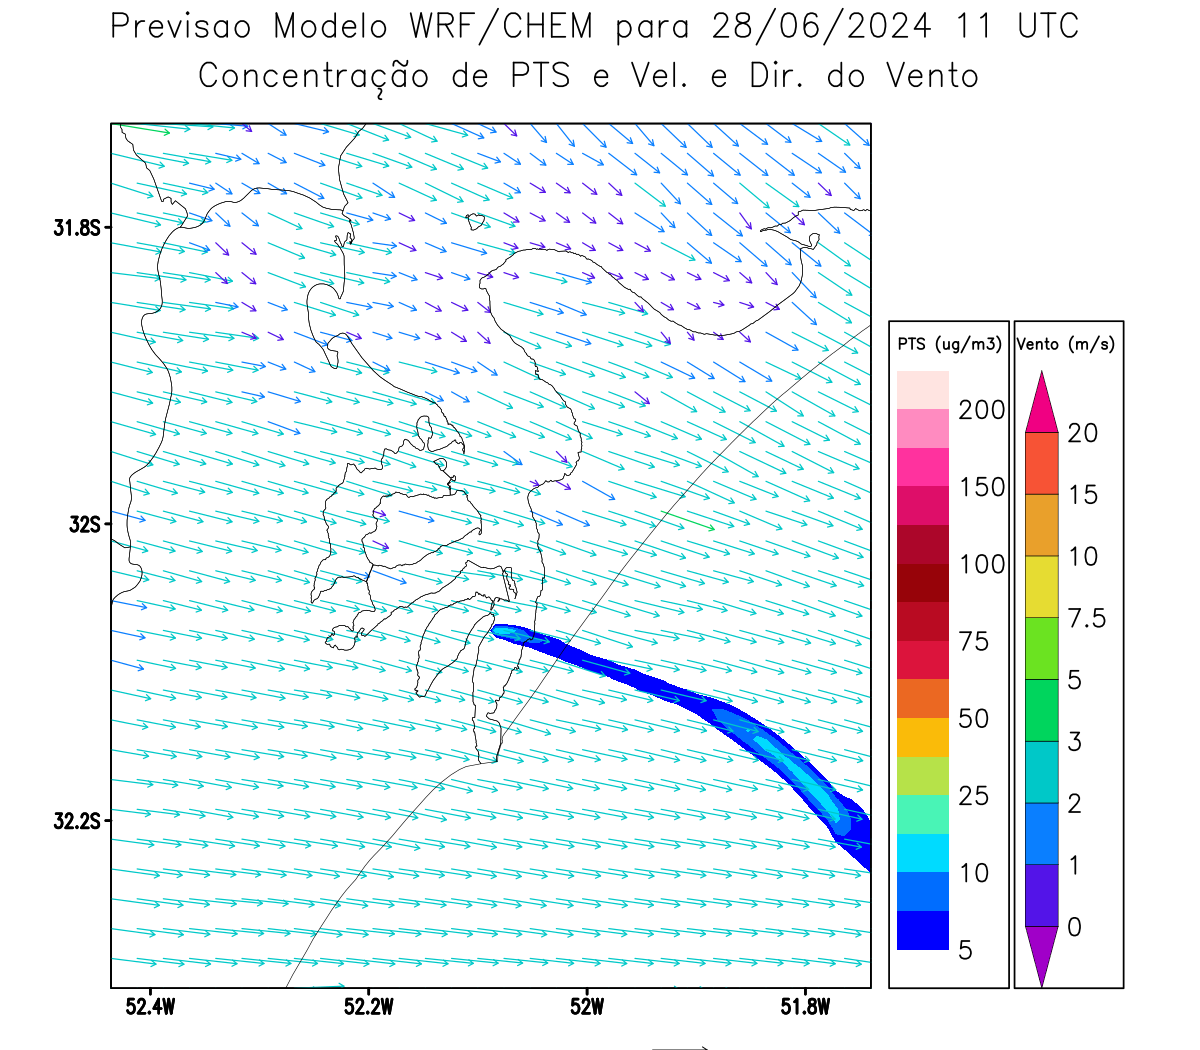 Previsao Modelo WRF/CHEM para 28/06/2024 11 UTC
Concentração de PTS e Vel. e Dir. do Vento
31.8S
32S
32.2S
52.4W 52.2W 52W 51.8W
PTS (ug/m3)
200
150
100
75
50
25
10
5
Vento (m/s)
20
15
10
7.5
5
3
2
1
0